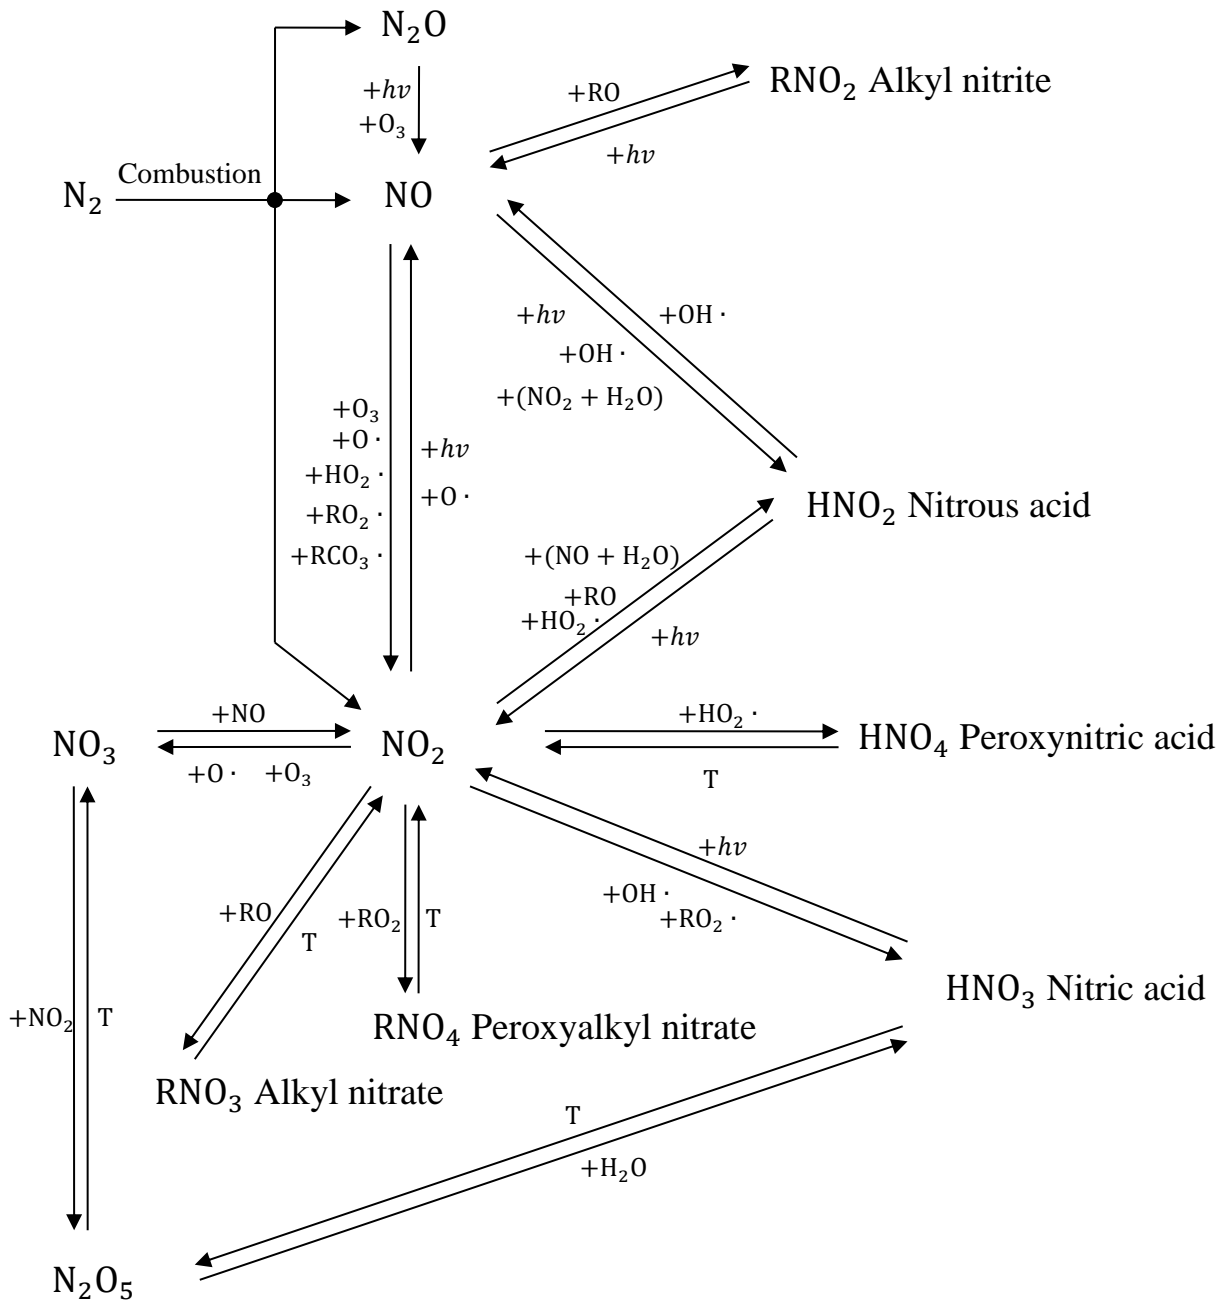 N₂O
+hv
+O₃
+RO
RNO₂ Alkyl nitrite
+hv
Combustion
N₂
NO
+hv
+OH ·
+OH ·
+(NO₂ + H₂O)
+O₃
+O ·
+HO₂ ·
+RO₂ ·
+RCO₃ ·
+hv
+O ·
HNO₂ Nitrous acid
+(NO + H₂O)
+RO
+HO₂ ·
+hv
+NO
NO₃
+O · +O₃
NO₂
+HO₂ ·
HNO₄ Peroxynitric acid
T
+hv
+OH ·
+RO₂ ·
+RO
T
+RO₂
T
HNO₃ Nitric acid
+NO₂
T
RNO₄ Peroxyalkyl nitrate
RNO₃ Alkyl nitrate
T
+H₂O
N₂O₅